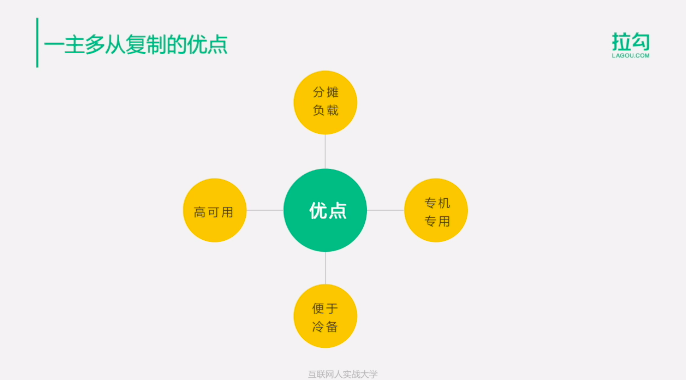 一主多从复制的优点
拉勾
LAGOU.COM
分摊
负载
高可用
优点
专机
专用
便于
冷备
互联网人实战大学